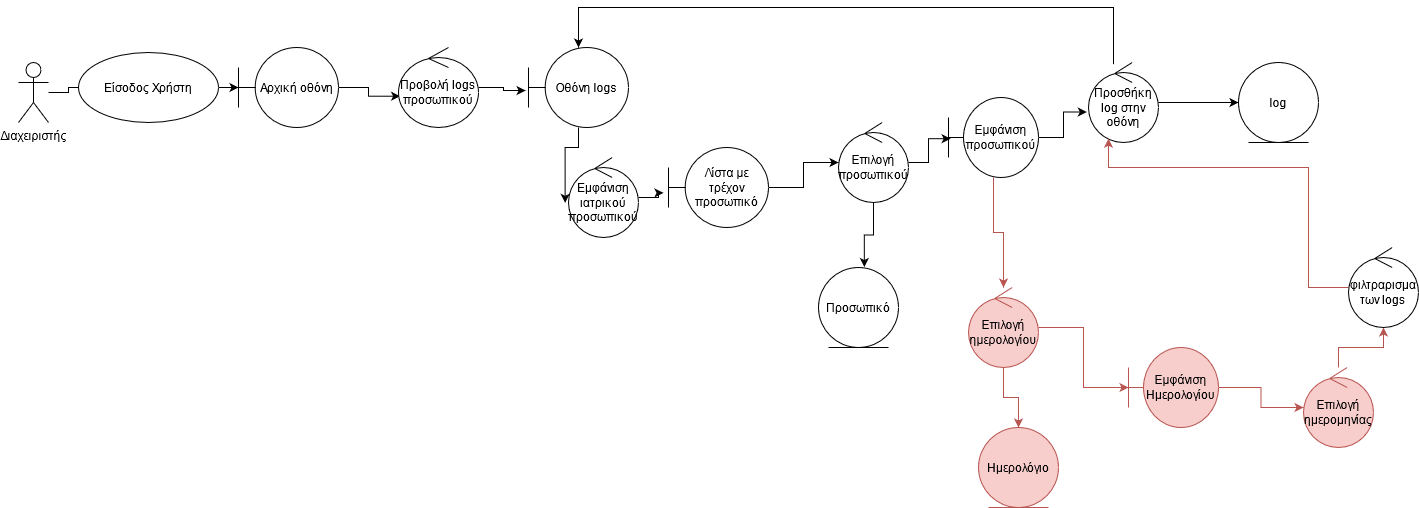 Διαχειριστής
Είσοδος Χρήστη
Αρχική οθόνη
Προβολή logs
προσωπικού
Οθόνη logs
Εμφάνιση
ιατρικού
προσωπικού
Λίστα με
τρέχον
προσωπικό
Επιλογή
προσωπικού
Προσωπικό
Εμφάνιση
προσωπικού
Προσθήκη
log στην
οθόνη
log
Επιλογή
ημερολογίου
Ημερολόγιο
Εμφάνιση
Ημερολογίου
Επιλογή
ημερομηνίας
φιλτραρισμα
των logs